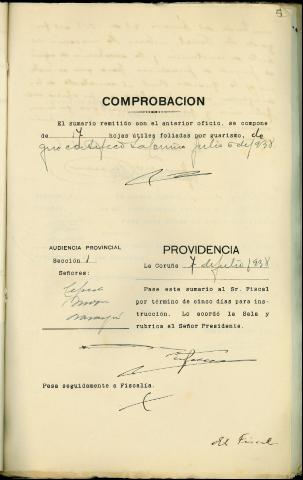 5
COMPROBACION
El sumario remitido con el anterior oficio, se compone
de 17 hojas útiles foliadas por guarismo, de
que certifico La Coruña Julio 6 de 1938
AUDIENCIA PROVINCIAL
Sección 1
Señores:
PROVIDENCIA
La Coruña 7 de Julio 1938
Pase este sumario al Sr. Fiscal
por término de cinco días para ins-
trucción. Lo acordó la Sala y
rubrica el Señor Presidente.
Pasa seguidamente a Fiscalía.
El Fiscal